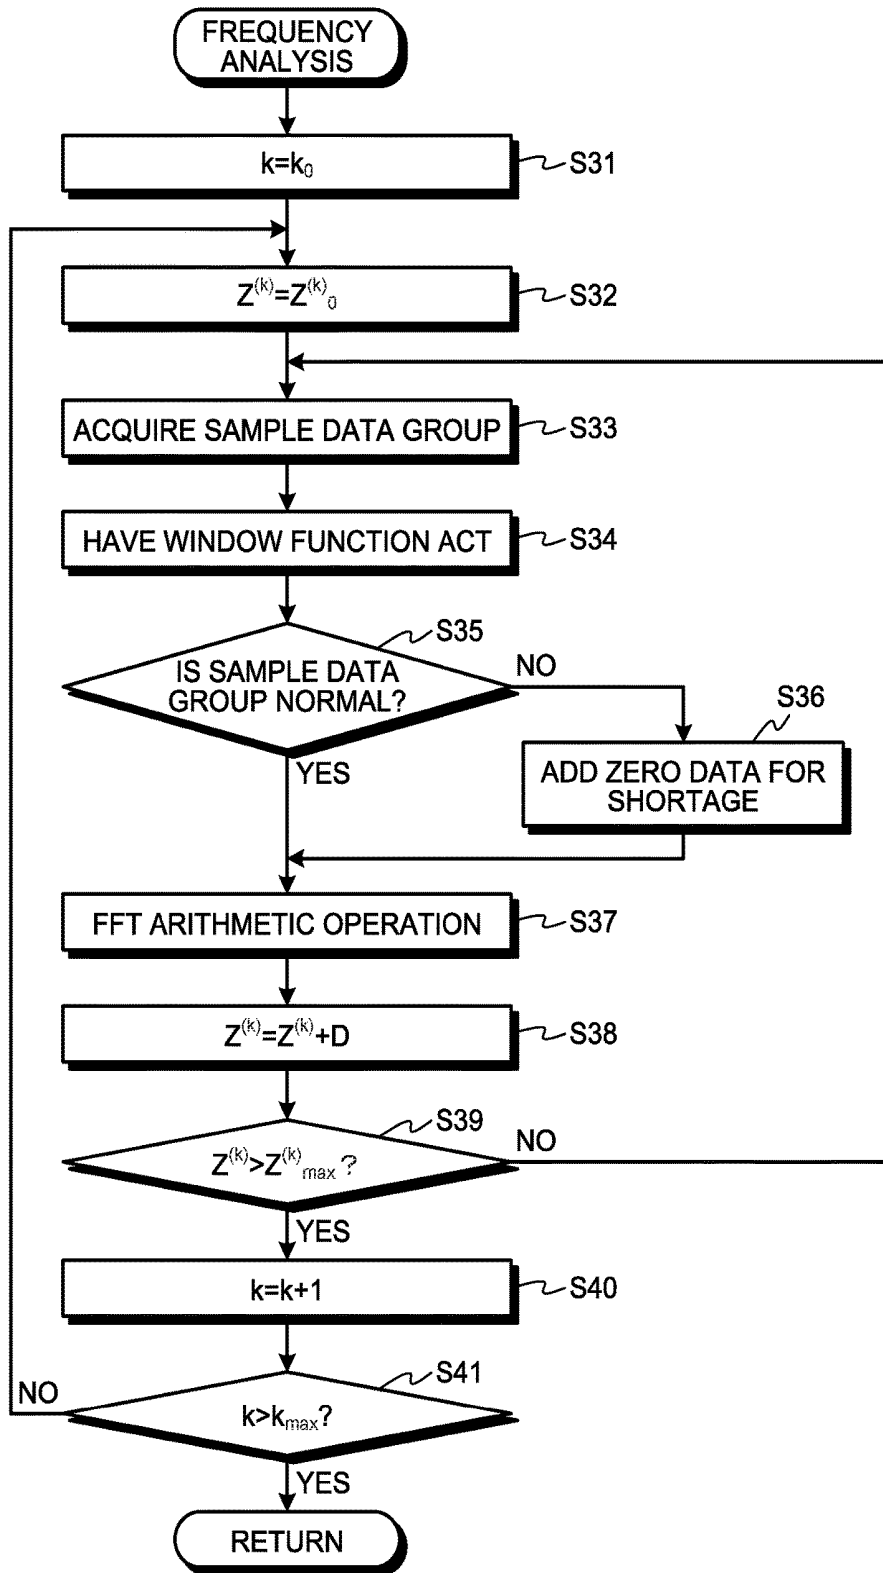 FREQUENCY
ANALYSIS
k=k₀
S31
Z⁽ᵏ⁾=Z⁽ᵏ⁾₀
S32
ACQUIRE SAMPLE DATA GROUP
S33
HAVE WINDOW FUNCTION ACT
S34
S35
IS SAMPLE DATA
GROUP NORMAL?
NO
YES
S36
ADD ZERO DATA FOR
SHORTAGE
FFT ARITHMETIC OPERATION
S37
Z⁽ᵏ⁾=Z⁽ᵏ⁾+D
S38
S39
Z⁽ᵏ⁾>Z⁽ᵏ⁾max?
NO
YES
k=k+1
S40
S41
NO
k>kmax?
YES
RETURN